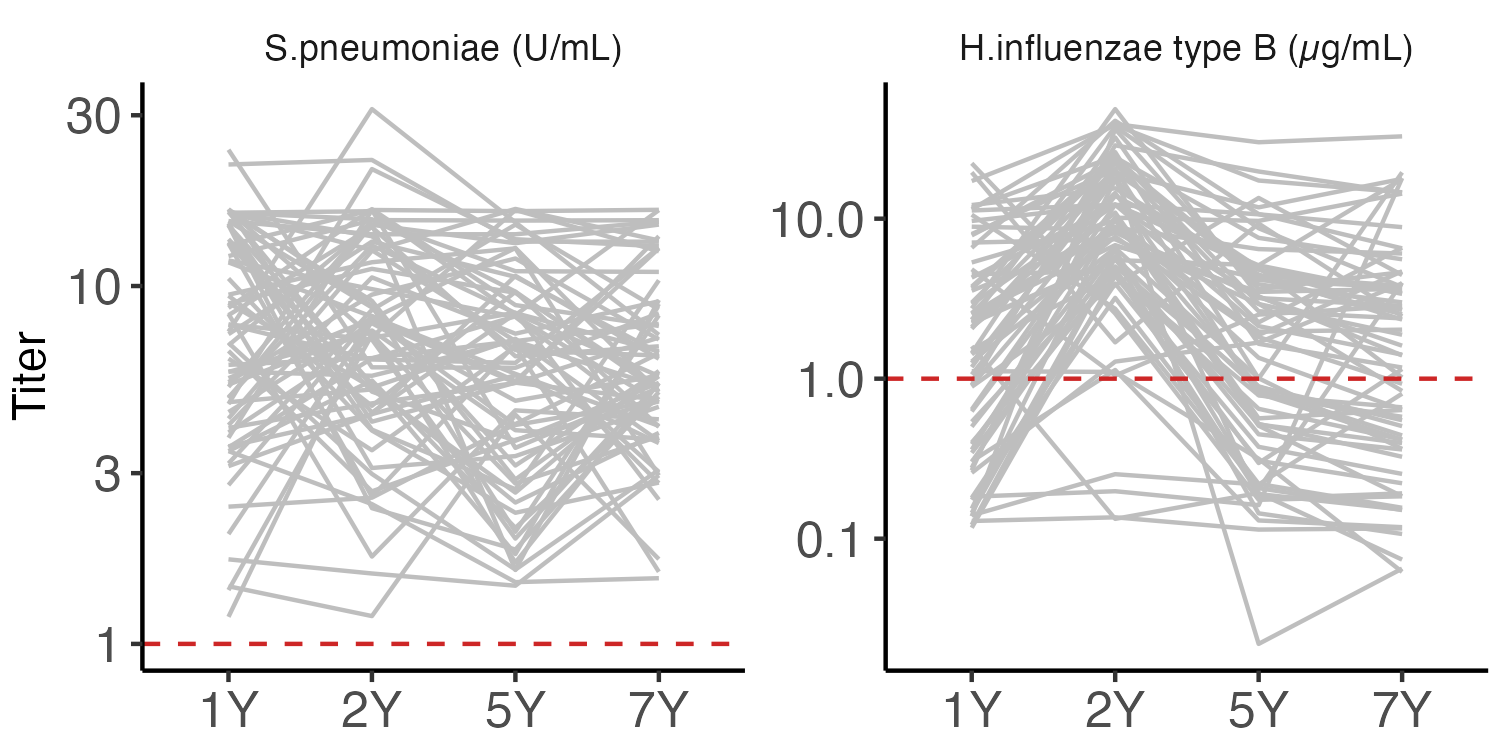 S.pneumoniae (U/mL)
H.influenzae type B (µg/mL)
Titer
30
10
3
1
10.0
1.0
0.1
1Y 2Y 5Y 7Y
1Y 2Y 5Y 7Y